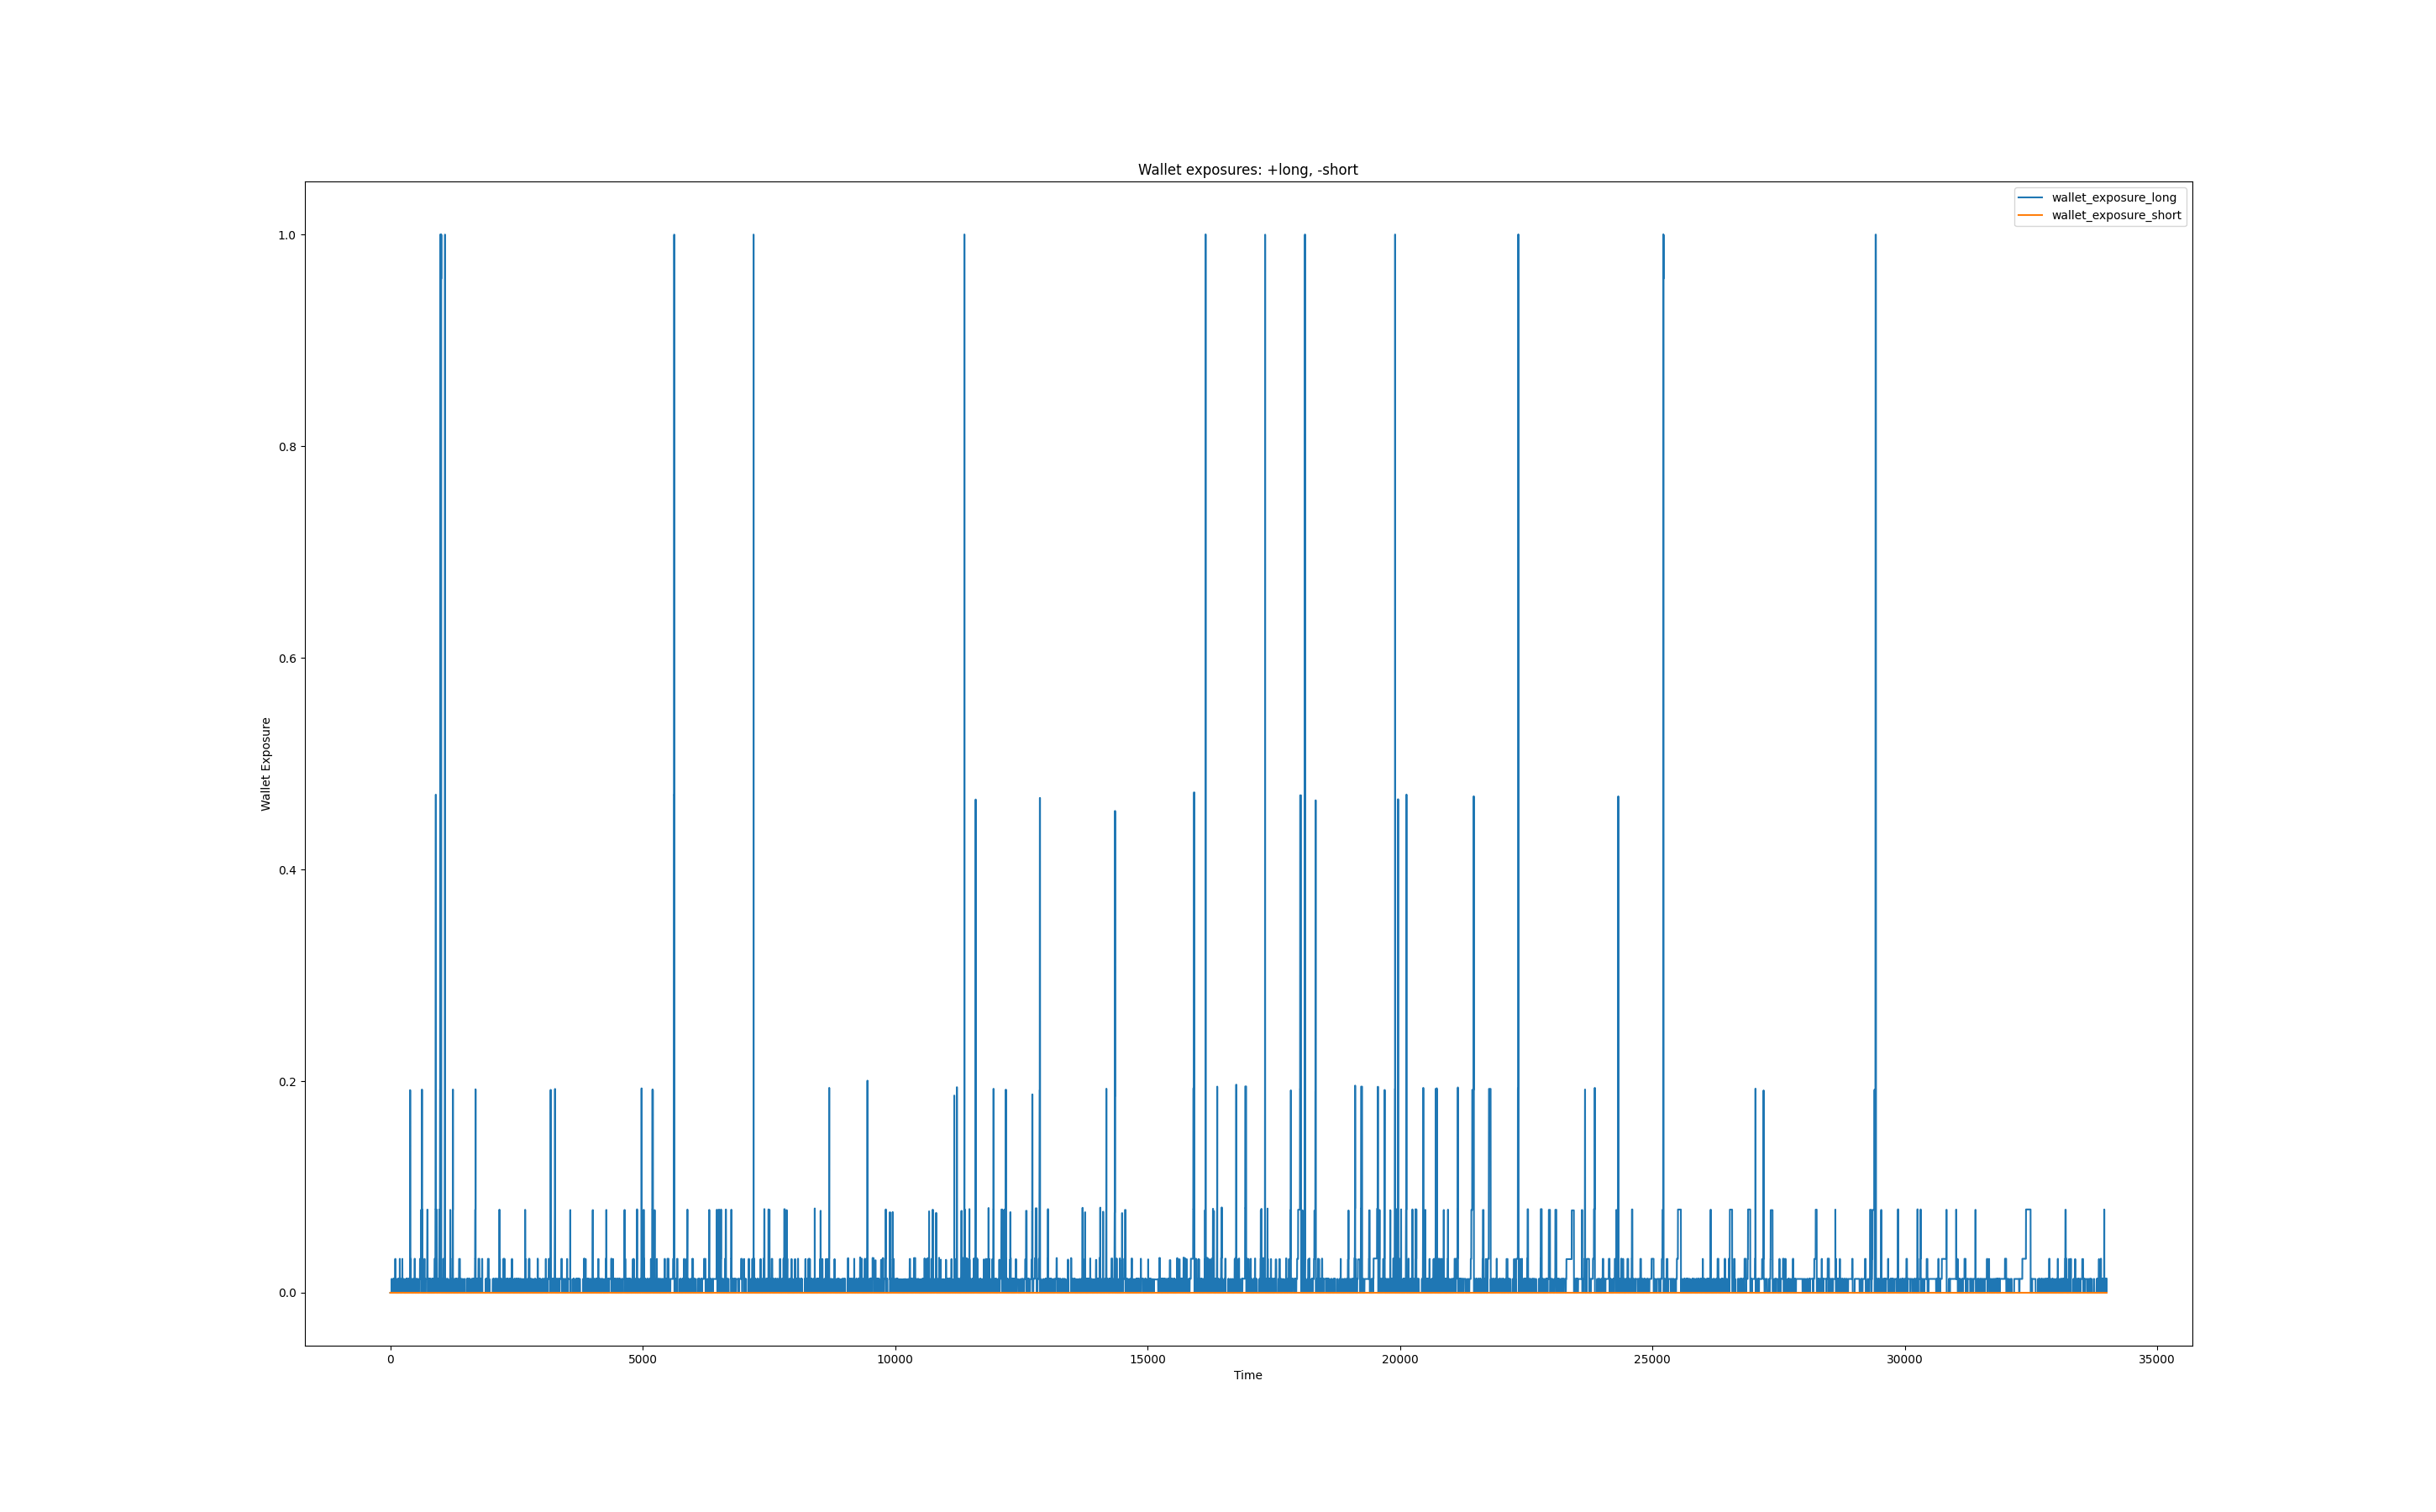 Wallet exposures: +long, -short
wallet_exposure_long
wallet_exposure_short
1.0
0.8
0.6
0.4
0.2
0.0
Wallet Exposure
0 5000 10000 15000 20000 25000 30000 35000
Time